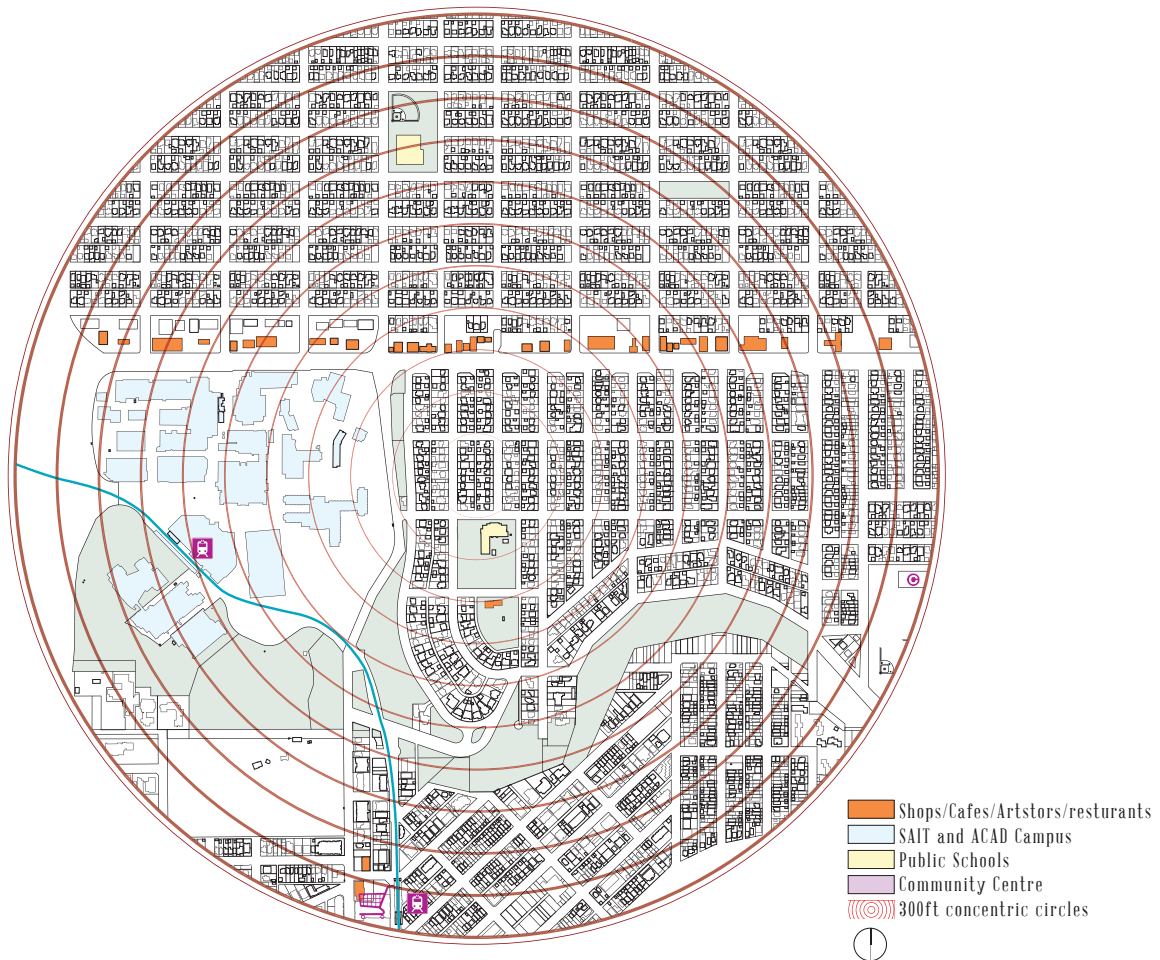 C
Shops/Cafes/Artstors/resturants
SAIT and ACAD Campus
Public Schools
Community Centre
300ft concentric circles